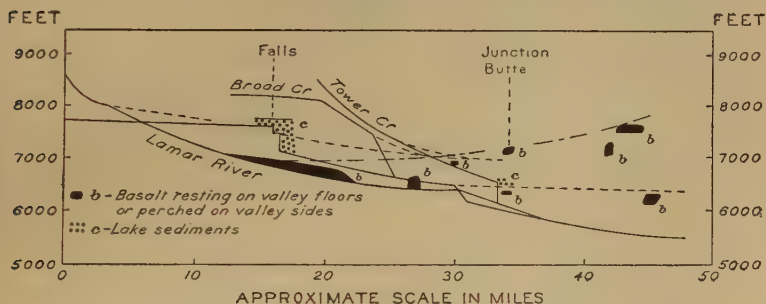 FEET
FEET
9000
9000
8000
8000
7000
7000
6000
6000
5000
5000
Falls
Junction
Butte
Broad Cr
Tower Cr
Lamar River
c
b
b
b
b
b
c
b
b
b
b - Basalt resting on valley floors
or perched on valley sides
c - Lake sediments
0
10
20
30
40
50
APPROXIMATE SCALE IN MILES